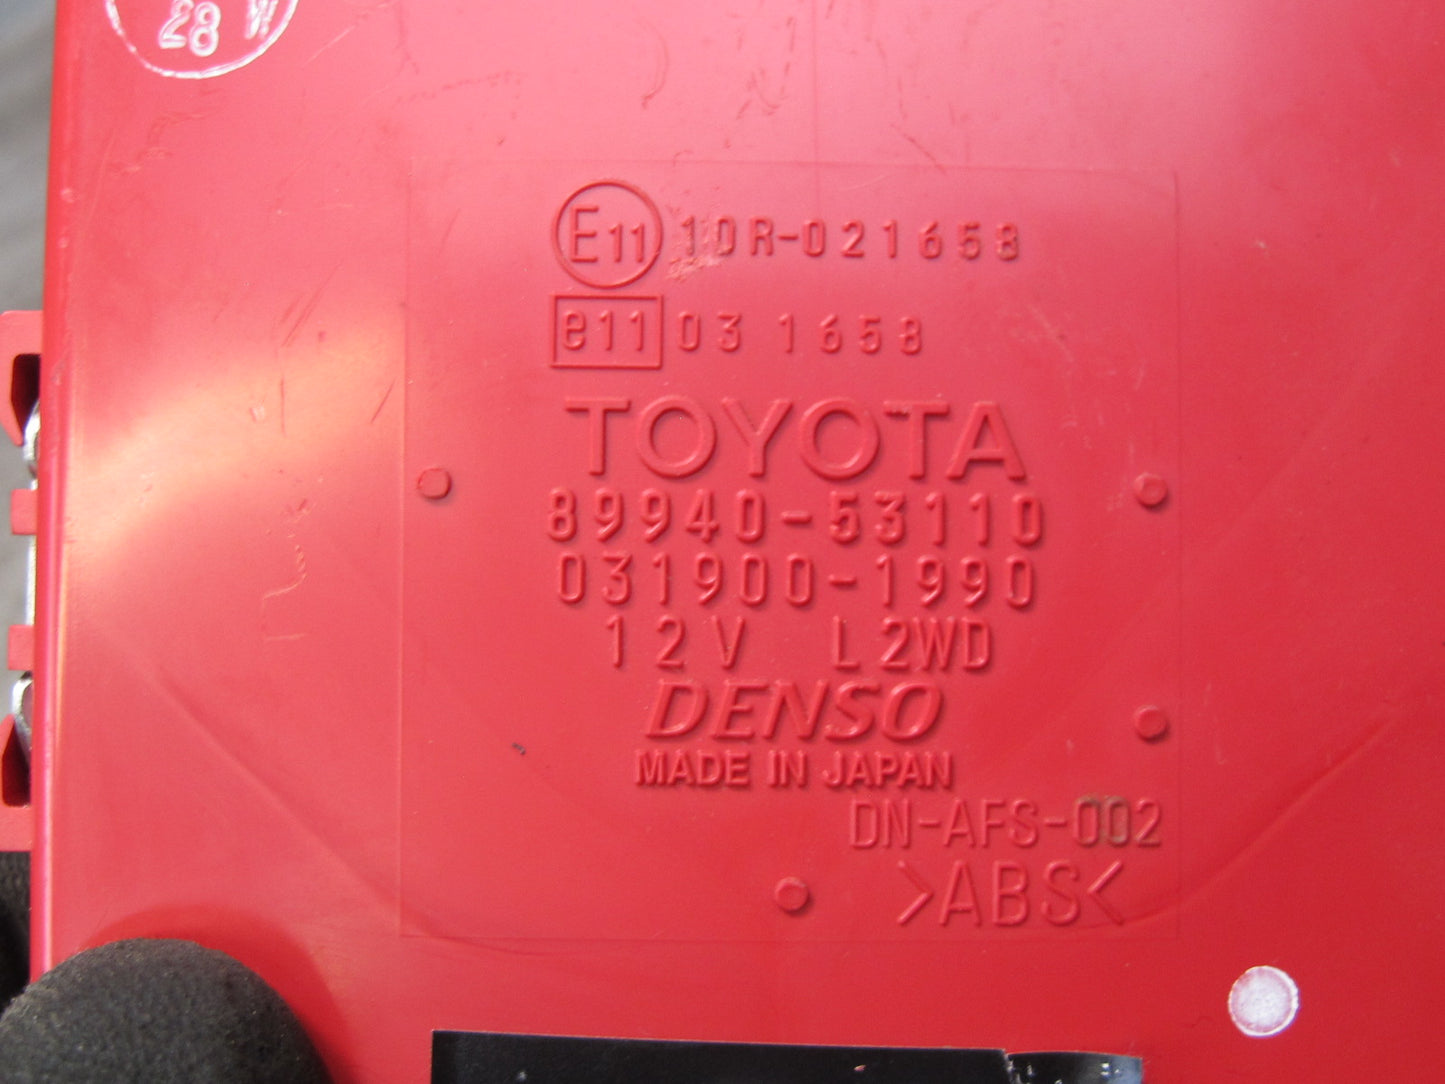 28 W
E11 10R-021658
e11 03 1658
TOYOTA
89940-53110
031900-1990
12V L2WD
DENSO
MADE IN JAPAN
DN-AFS-002
>ABS<